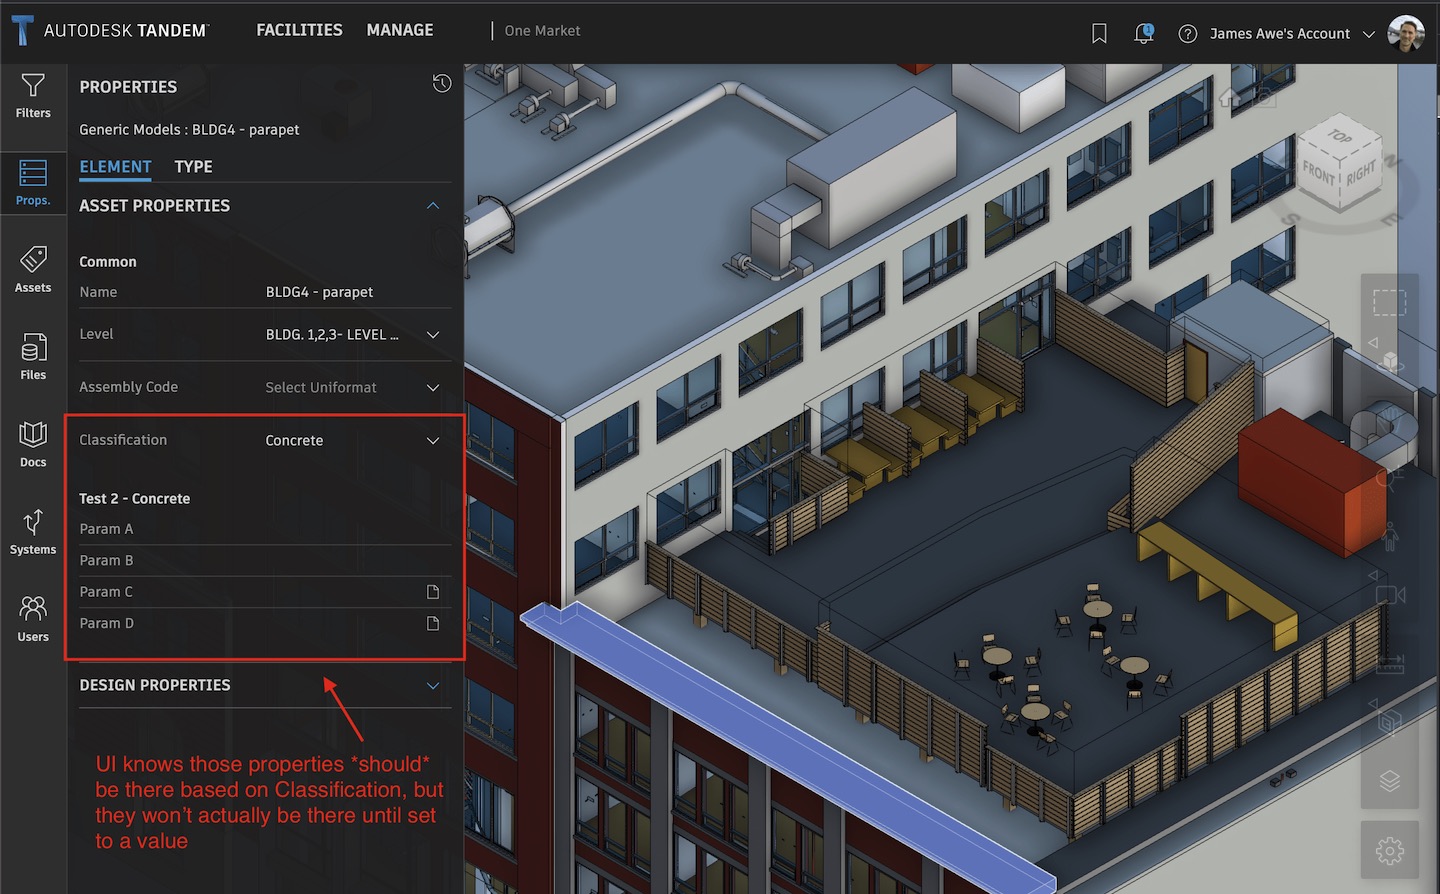 AUTODESK TANDEM
FACILITIES
MANAGE
One Market
1
James Awe's Account
Filters
Props.
Assets
Files
Docs
Systems
Users
PROPERTIES
Generic Models : BLDG4 - parapet
ELEMENT TYPE
ASSET PROPERTIES
Common
Name BLDG4 - parapet
Level BLDG. 1,2,3- LEVEL ...
Assembly Code Select Uniformat
Classification Concrete
Test 2 - Concrete
Param A
Param B
Param C
Param D
DESIGN PROPERTIES
UI knows those properties *should*
be there based on Classification, but
they won't actually be there until set
to a value
TOP
FRONT
RIGHT
N
S
E